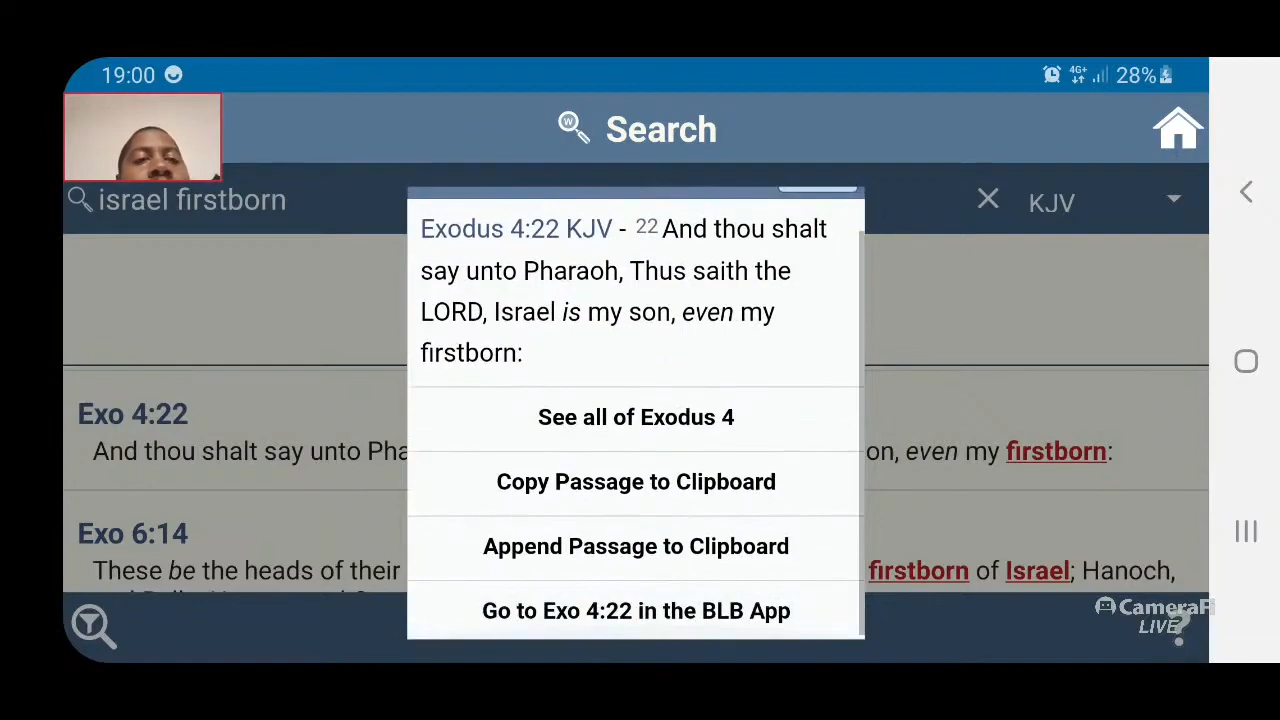 19:00
4G+ 28%
Search
israel firstborn
KJV
Exodus 4:22 KJV - 22 And thou shalt
say unto Pharaoh, Thus saith the
LORD, Israel is my son, even my
firstborn:
See all of Exodus 4
Copy Passage to Clipboard
Append Passage to Clipboard
Go to Exo 4:22 in the BLB App
Exo 4:22
And thou shalt say unto Pha on, even my firstborn:
Exo 6:14
These be the heads of their firstborn of Israel; Hanoch,
CameraFi
LIVE
?